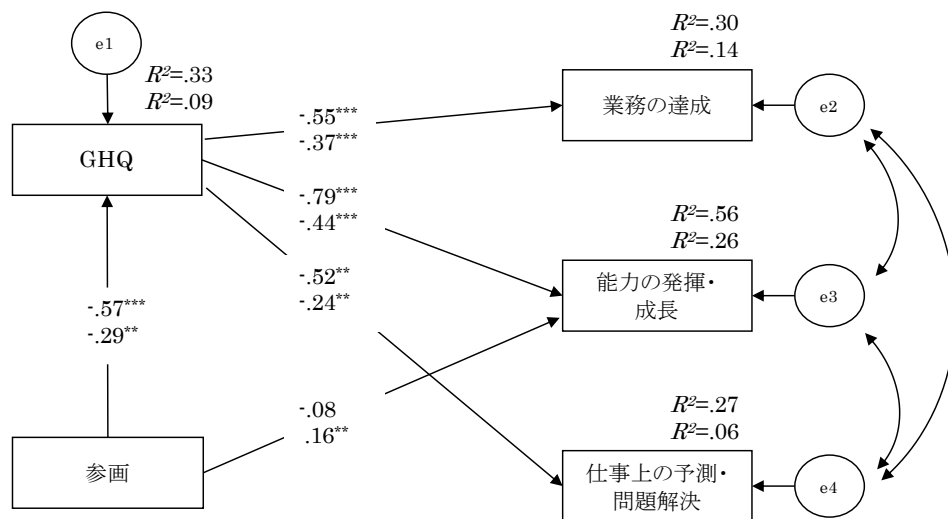 e1
R²=.33
R²=.09
GHQ
-.57***
-.29**
参画
-.55***
-.37***
-.79***
-.44***
-.52**
-.24**
-.08
.16**
R²=.30
R²=.14
業務の達成
e2
R²=.56
R²=.26
能力の発揮・
成長
e3
R²=.27
R²=.06
仕事上の予測・
問題解決
e4